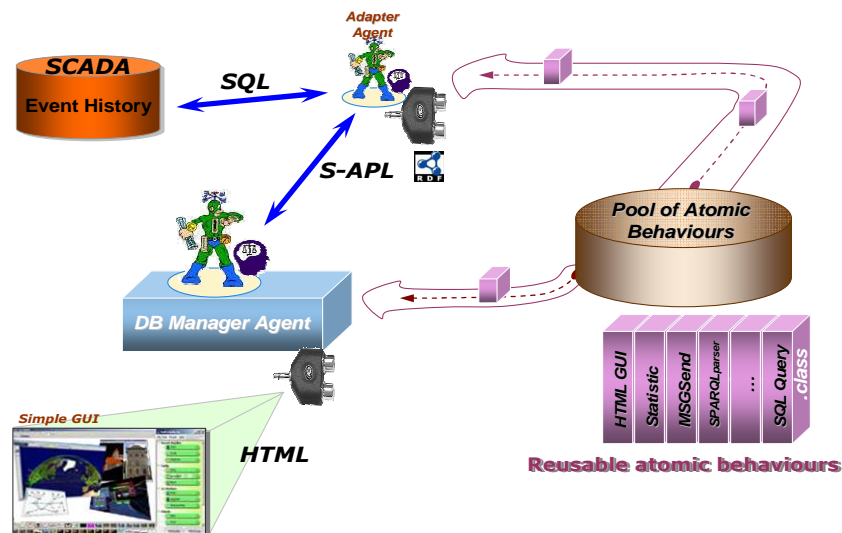 Adapter
Agent
SCADA
Event History
SQL
S-APL
RDF
Pool of Atomic
Behaviours
DB Manager Agent
HTML GUI
Statistic
MSGSend
SPARQLparser
...
SQL Query
.class
Reusable atomic behaviours
Simple GUI
HTML